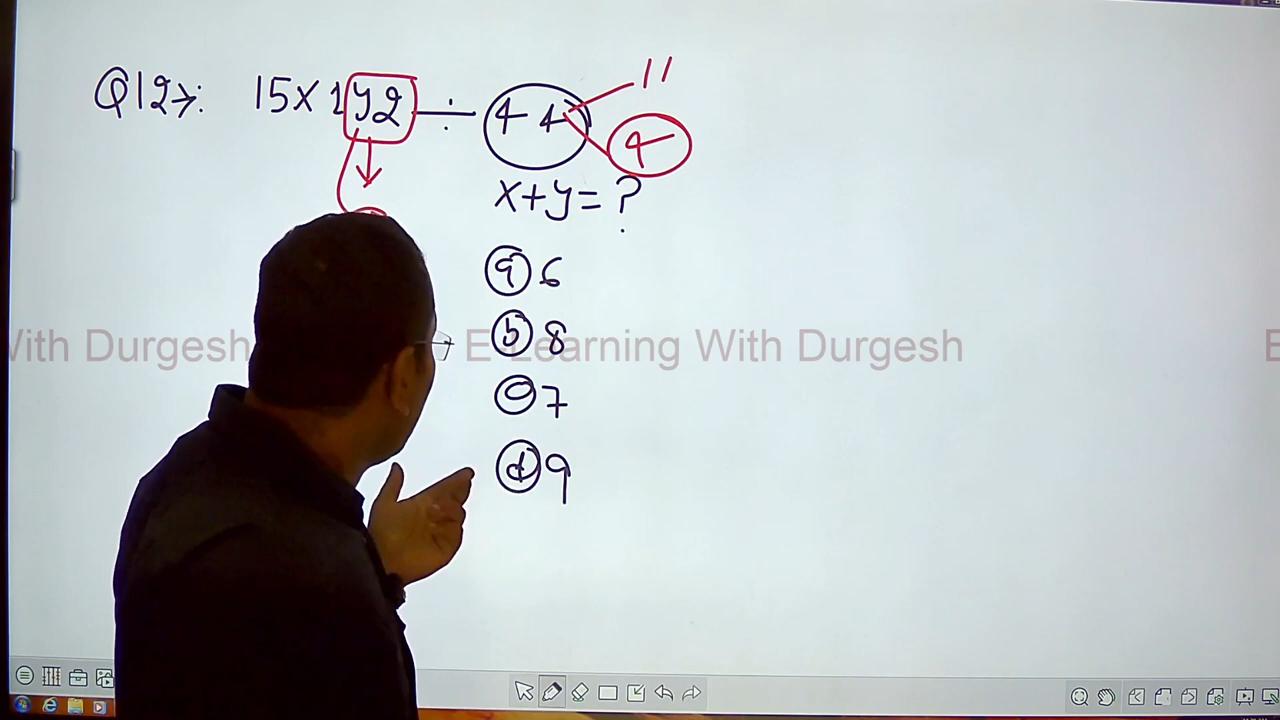 Q12→: 15x1y2 ÷ 44 11
4
x+y=?
(a) 6
(b) 8
With Durgesh E-Learning With Durgesh E
(c) 7
(d) 9